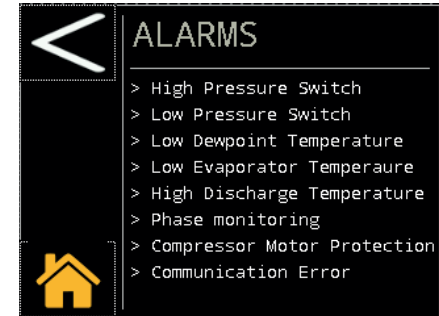 ALARMS
> High Pressure Switch
> Low Pressure Switch
> Low Dewpoint Temperature
> Low Evaporator Temperaure
> High Discharge Temperature
> Phase monitoring
> Compressor Motor Protection
> Communication Error